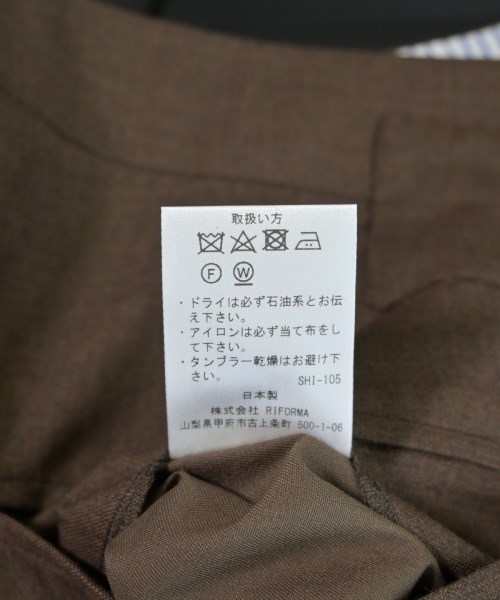 取扱い方
F W
・ドライは必ず石油系とお伝
え下さい。
・アイロンは必ず当て布をし
て下さい。
・タンブラー乾燥はお避け下
さい。
SHI-105
日本製
株式会社 RIFORMA
山梨県甲府市古上条町 500-1-06